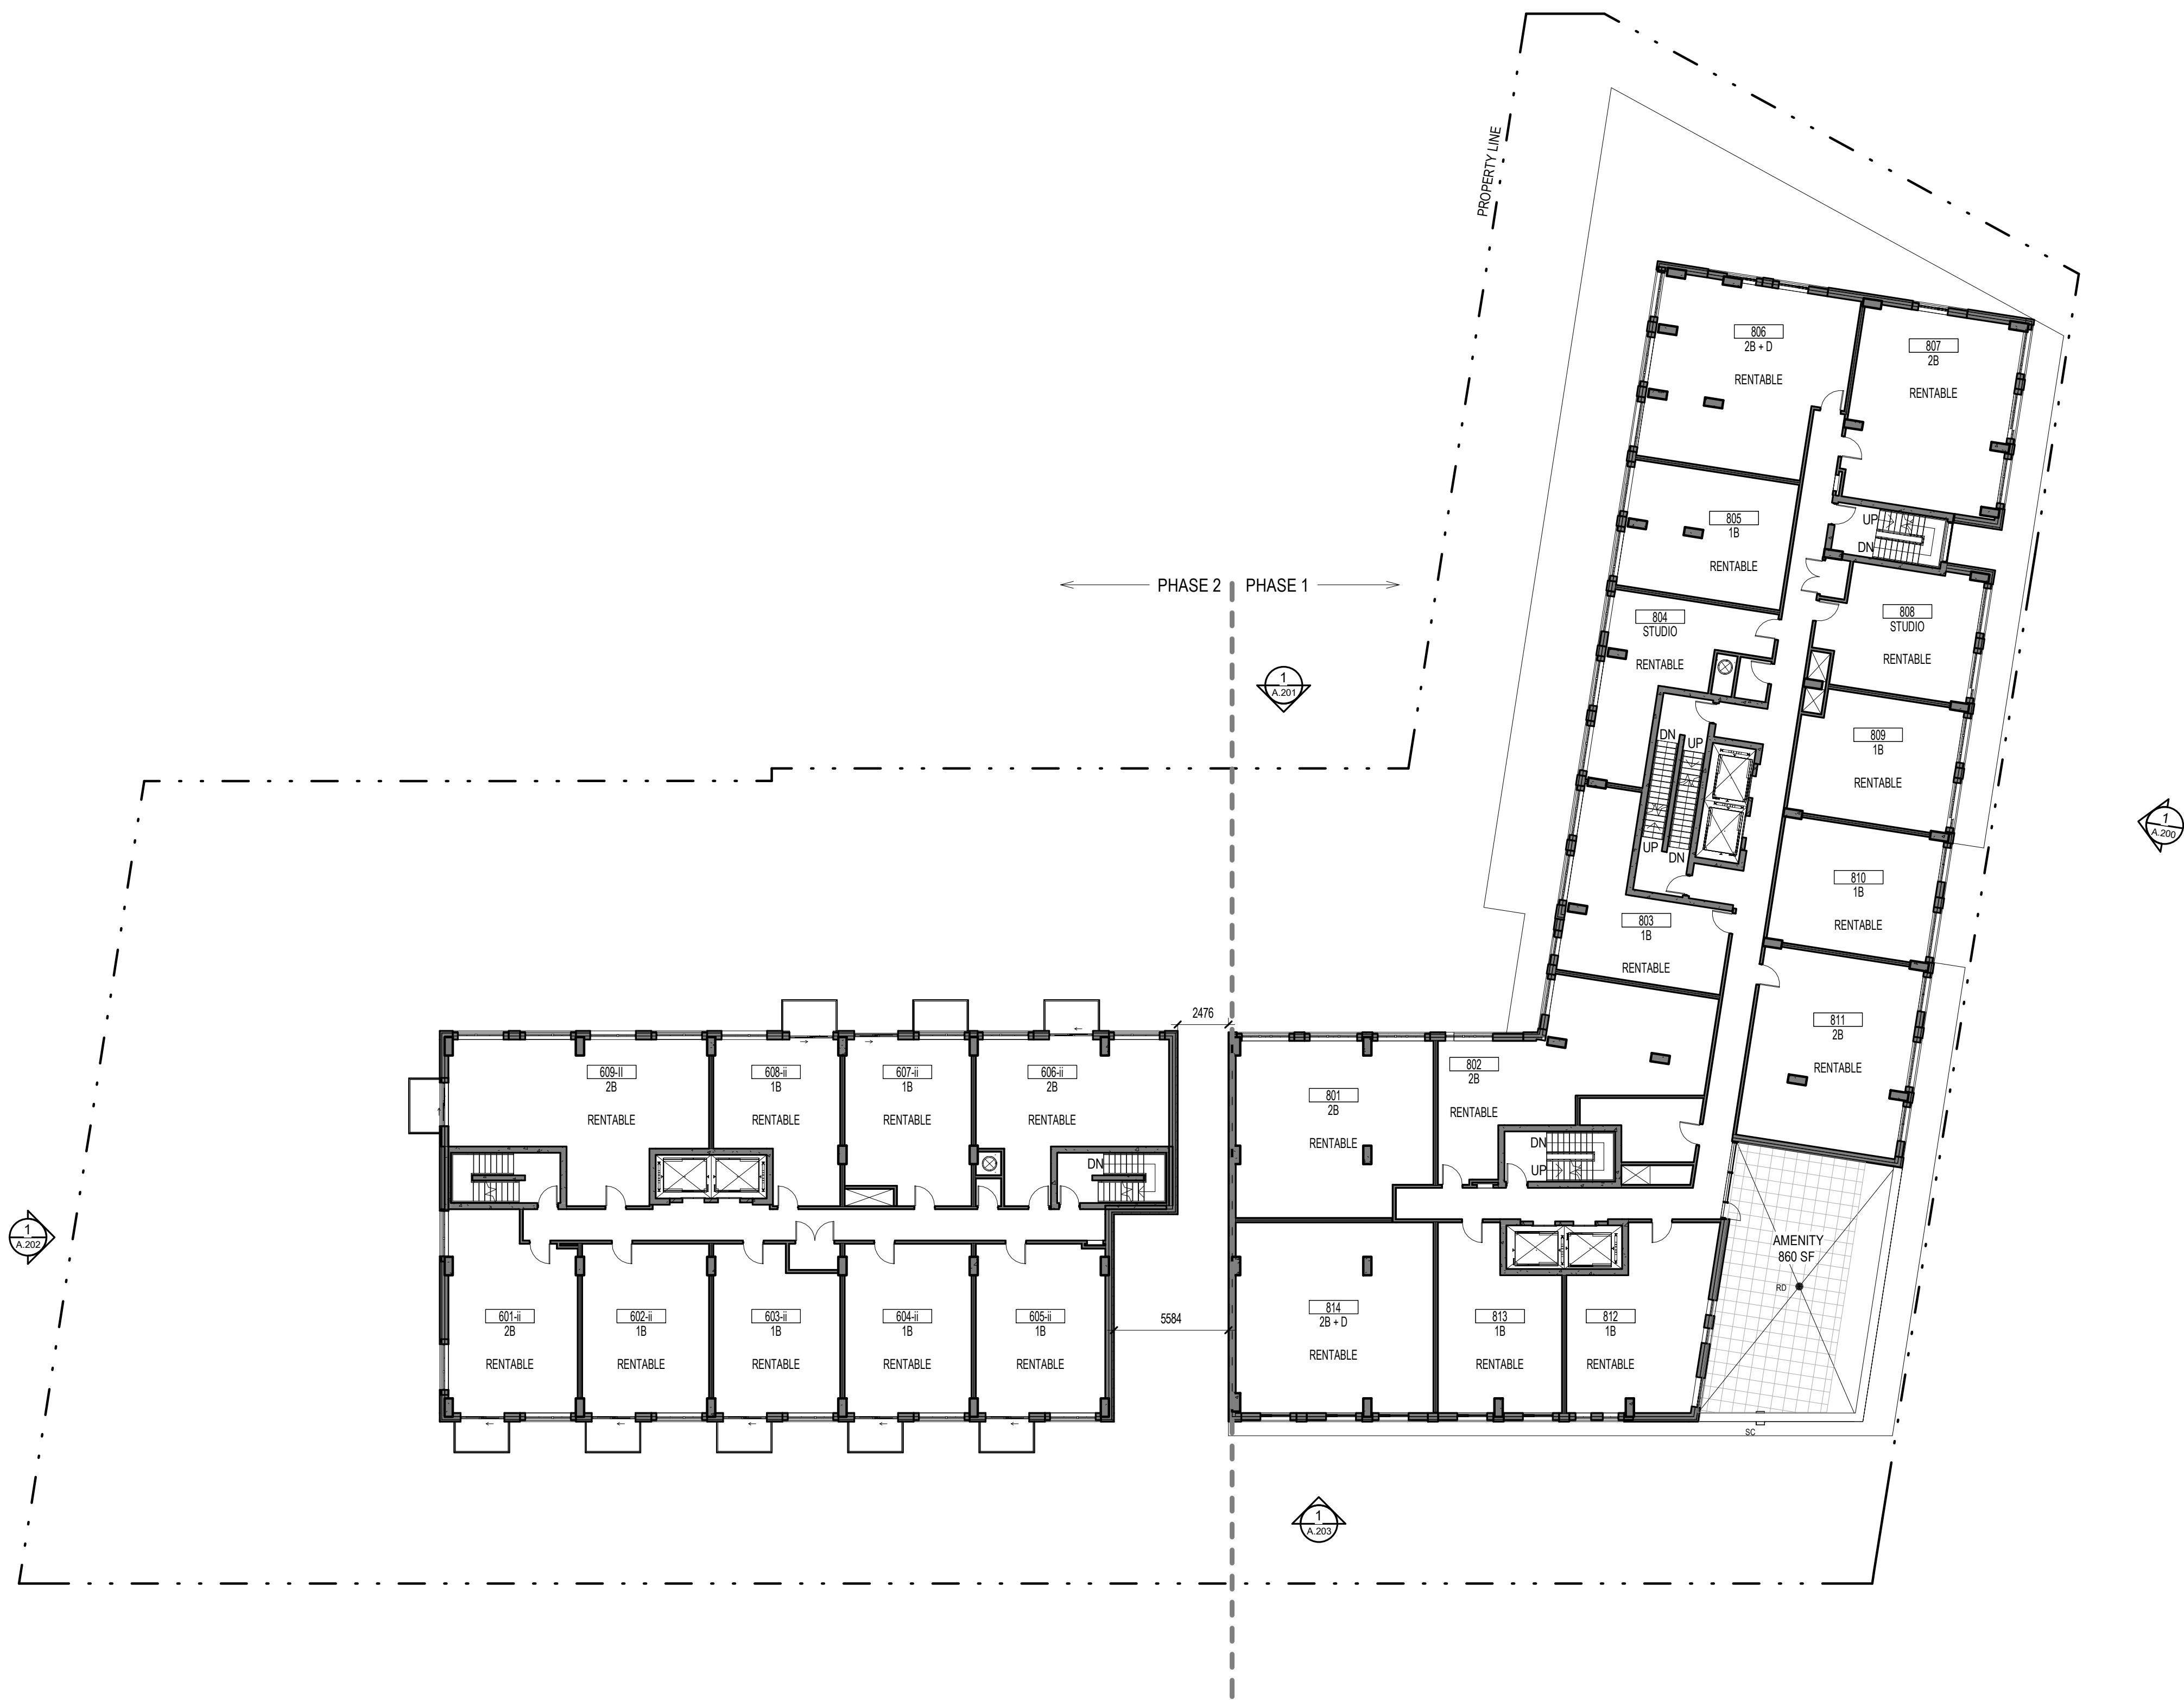 PROPERTY LINE
806
2B + D
RENTABLE
807
2B
RENTABLE
805
1B
RENTABLE
UP
DN
PHASE 2
PHASE 1
804
STUDIO
RENTABLE
808
STUDIO
RENTABLE
1
A.201
DN
UP
UP
DN
809
1B
RENTABLE
1
A.200
810
1B
RENTABLE
803
1B
RENTABLE
811
2B
RENTABLE
2476
609-II
2B
RENTABLE
608-ii
1B
RENTABLE
607-ii
1B
RENTABLE
606-ii
2B
RENTABLE
DN
801
2B
RENTABLE
802
2B
RENTABLE
DN
UP
1
A.202
AMENITY
860 SF
RD
601-ii
2B
RENTABLE
602-ii
1B
RENTABLE
603-ii
1B
RENTABLE
604-ii
1B
RENTABLE
605-ii
1B
RENTABLE
5584
814
2B + D
RENTABLE
813
1B
RENTABLE
812
1B
RENTABLE
SC
1
A.203